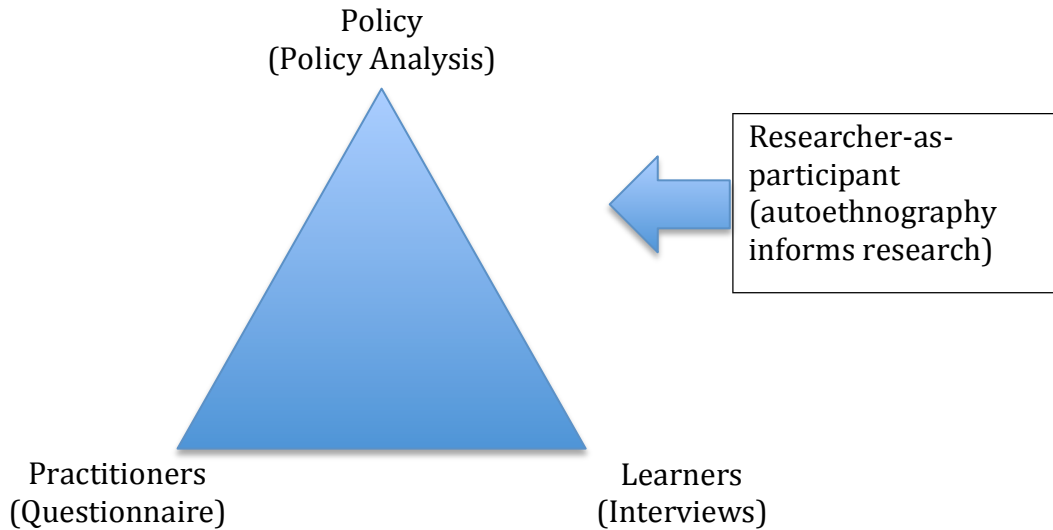 Policy
(Policy Analysis)
Researcher-as-
participant
(autoethnography
informs research)
Practitioners
(Questionnaire)
Learners
(Interviews)